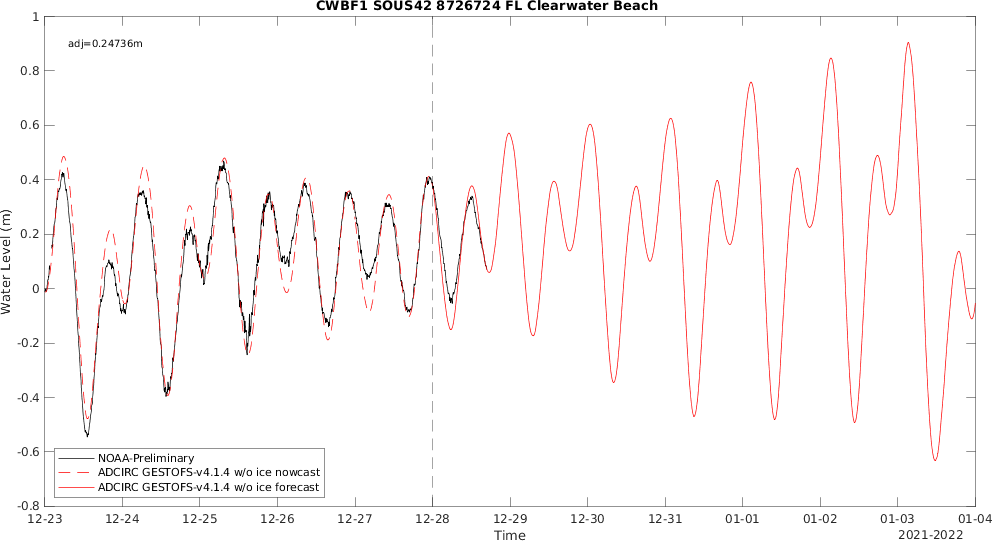 CWBF1 SOUS42 8726724 FL Clearwater Beach
adj=0.24736m
Water Level (m)
1
0.8
0.6
0.4
0.2
0
-0.2
-0.4
-0.6
-0.8
NOAA-Preliminary
ADCIRC GESTOFS-v4.1.4 w/o ice nowcast
ADCIRC GESTOFS-v4.1.4 w/o ice forecast
12-23 12-24 12-25 12-26 12-27 12-28 12-29 12-30 12-31 01-01 01-02 01-03 01-04
Time
2021-2022